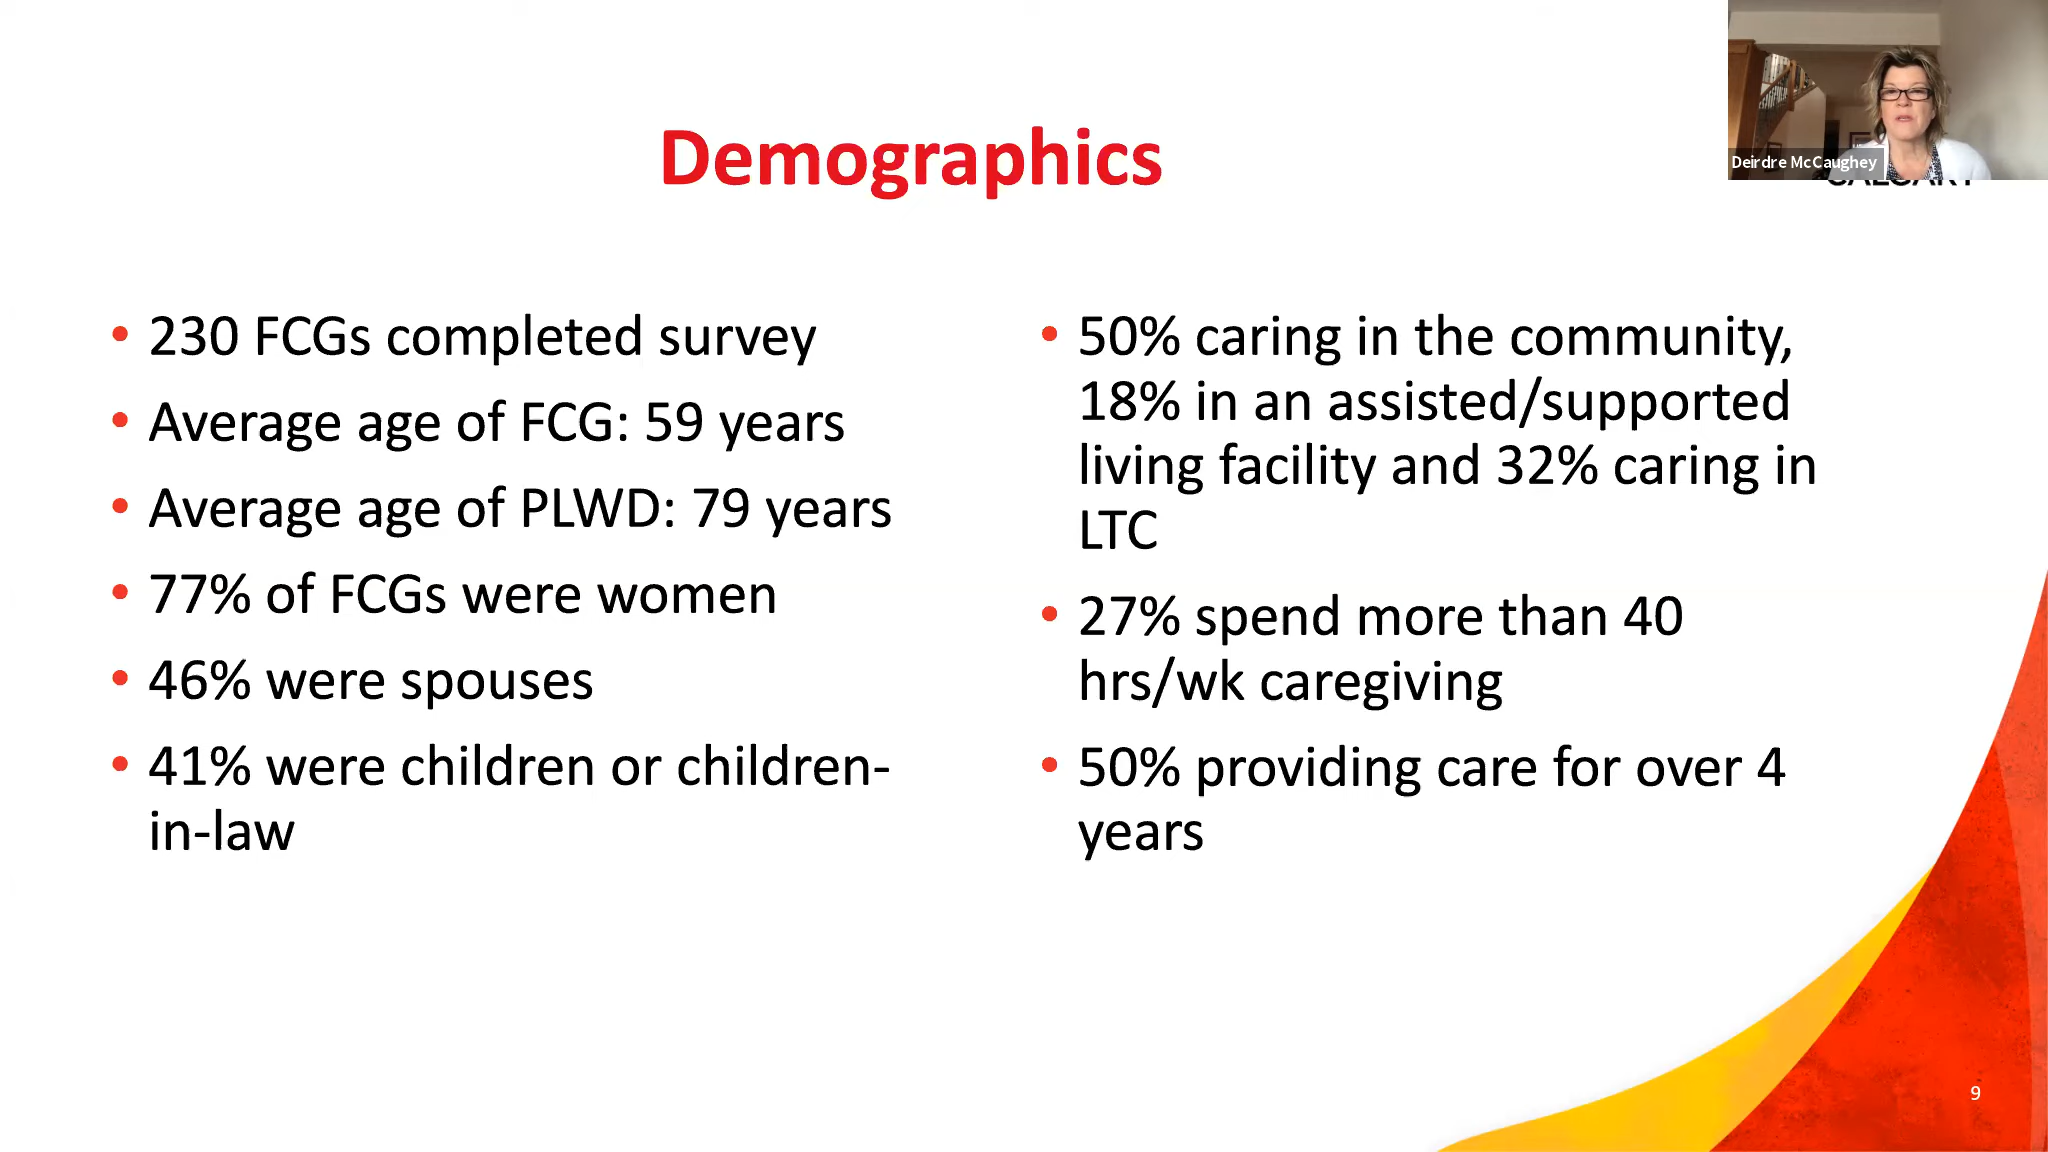 Demographics
Deirdre McCaughey
• 230 FCGs completed survey
• Average age of FCG: 59 years
• Average age of PLWD: 79 years
• 77% of FCGs were women
• 46% were spouses
• 41% were children or children-
in-law
• 50% caring in the community,
18% in an assisted/supported
living facility and 32% caring in
LTC
• 27% spend more than 40
hrs/wk caregiving
• 50% providing care for over 4
years
9